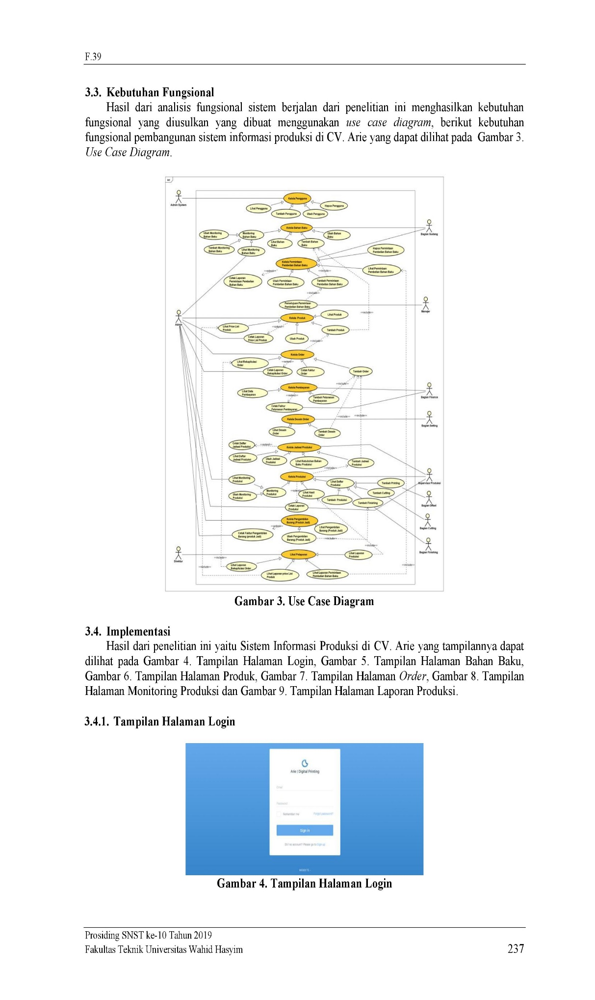 F.39
3.3. Kebutuhan Fungsional
Hasil dari analisis fungsional sistem berjalan dari penelitian ini menghasilkan kebutuhan
fungsional yang diusulkan yang dibuat menggunakan use case diagram, berikut kebutuhan
fungsional pembangunan sistem informasi produksi di CV. Arie yang dapat dilihat pada Gambar 3.
Use Case Diagram.
uc
Admin System
Kelola Pengguna
Lihat Pengguna
Hapus Pengguna
Tambah Pengguna
Ubah Pengguna
Kelola Bahan Baku
Bagian Gudang
Ubah Monitoring
Bahan Baku
Monitoring
Bahan Baku
Ubah Bahan
Baku
Lihat Bahan
Baku
Tambah Bahan
Baku
Tambah Monitoring
Bahan Baku
Lihat Monitoring
Bahan Baku
Hapus Permintaan
Pembelian Bahan Baku
Kelola Permintaan
Pembelian Bahan Baku
Lihat Permintaan
Pembelian Bahan Baku
<<extend>>
<<include>>
Cetak Laporan
Permintaan Pembelian
Bahan Baku
Ubah Permintaan
Pembelian Bahan Baku
Tambah Permintaan
Pembelian Bahan Baku
<<include>>
Persetujuan Permintaan
Pembelian Bahan Baku
Manajer
Admin
Kelola Produk
Lihat Produk
<<include>>
Lihat Price List
Produk
<<extend>>
Tambah Produk
Cetak Laporan
Price List Produk
Ubah Produk
<<include>>
Kelola Order
Lihat Rekapitulasi
Order
<<extend>>
Cetak Laporan
Rekapitulasi Order
Cetak Faktur
Order
Tambah Order
<<include>>
Kelola Pembayaran
Bagian Finance
Lihat Data
Pembayaran
<<extend>>
Tambah Pelunasan
Pembayaran
Cetak Faktur
Pelunasan Pembayaran
<<include>>
<<include>>
Kelola Desain Order
Bagian Setting
Lihat Desain
Order
Tambah Desain
Order
Cetak Daftar
Jadwal Produksi
<<extend>>
Kelola Jadwal Produksi
Lihat Daftar
Jadwal Produksi
Ubah Jadwal
Produksi
Lihat Kebutuhan Bahan
Baku Produksi
Tambah Jadwal
Produksi
<<include>>
Kelola Produksi
Supervisor Produksi
Lihat Monitoring
Produksi
Lihat Daftar
Produksi
Tambah Printing
Monitoring
Produksi
Lihat Hasil
Produksi
Tambah Cutting
Ubah Monitoring
Produksi
Tambah Produksi
Tambah Finishing
Bagian Offset
Cetak Laporan
Produksi
Kelola Pengambilan
Barang (Produk Jadi)
<<extend>>
Lihat Pengambilan
Barang (Produk Jadi)
Bagian Cutting
Cetak Faktur Pengambilan
Barang (produk Jadi)
Ubah Pengambilan
Barang (Produk Jadi)
<<include>>
<<include>>
Bagian Finishing
Direktur
Lihat Pelaporan
Lihat Laporan
Produksi
<<include>>
<<include>>
Lihat Laporan
Rekapitulasi Order
<<include>>
Lihat Laporan price List
Produk
Lihat Laporan Permintaan
Pembelian Bahan Baku
Gambar 3. Use Case Diagram
3.4. Implementasi
Hasil dari penelitian ini yaitu Sistem Informasi Produksi di CV. Arie yang tampilannya dapat
dilihat pada Gambar 4. Tampilan Halaman Login, Gambar 5. Tampilan Halaman Bahan Baku,
Gambar 6. Tampilan Halaman Produk, Gambar 7. Tampilan Halaman Order, Gambar 8. Tampilan
Halaman Monitoring Produksi dan Gambar 9. Tampilan Halaman Laporan Produksi.
3.4.1. Tampilan Halaman Login
Arie | Digital Printing
Email
Password
Remember me
Forgot password?
Sign in
no account? Please go to Sign up
WEBSITE -
Gambar 4. Tampilan Halaman Login
Prosiding SNST ke-10 Tahun 2019
Fakultas Teknik Universitas Wahid Hasyim
237